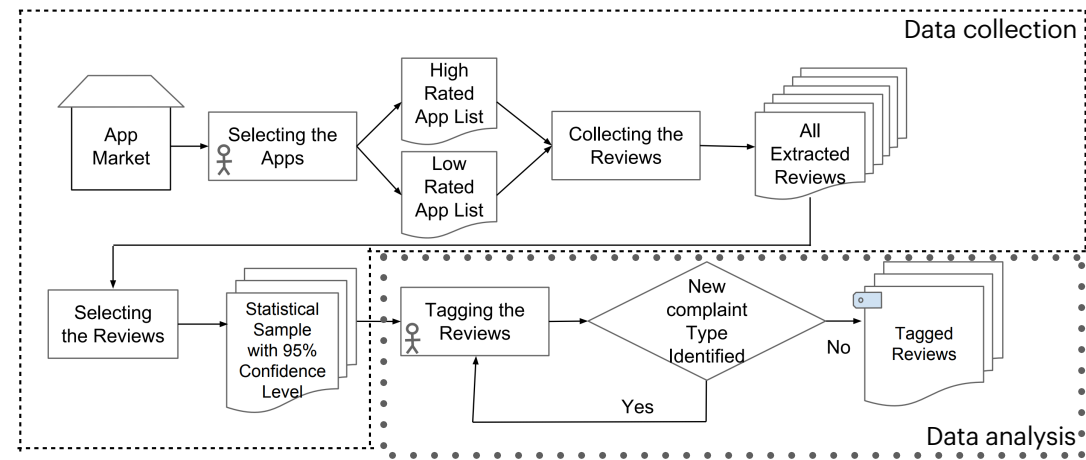 Data collection
App
Market
Selecting the
Apps
High
Rated
App List
Low
Rated
App List
Collecting the
Reviews
All
Extracted
Reviews
Selecting
the Reviews
Statistical
Sample
with 95%
Confidence
Level
Tagging the
Reviews
New
complaint
Type
Identified
No
Yes
Tagged
Reviews
Data analysis